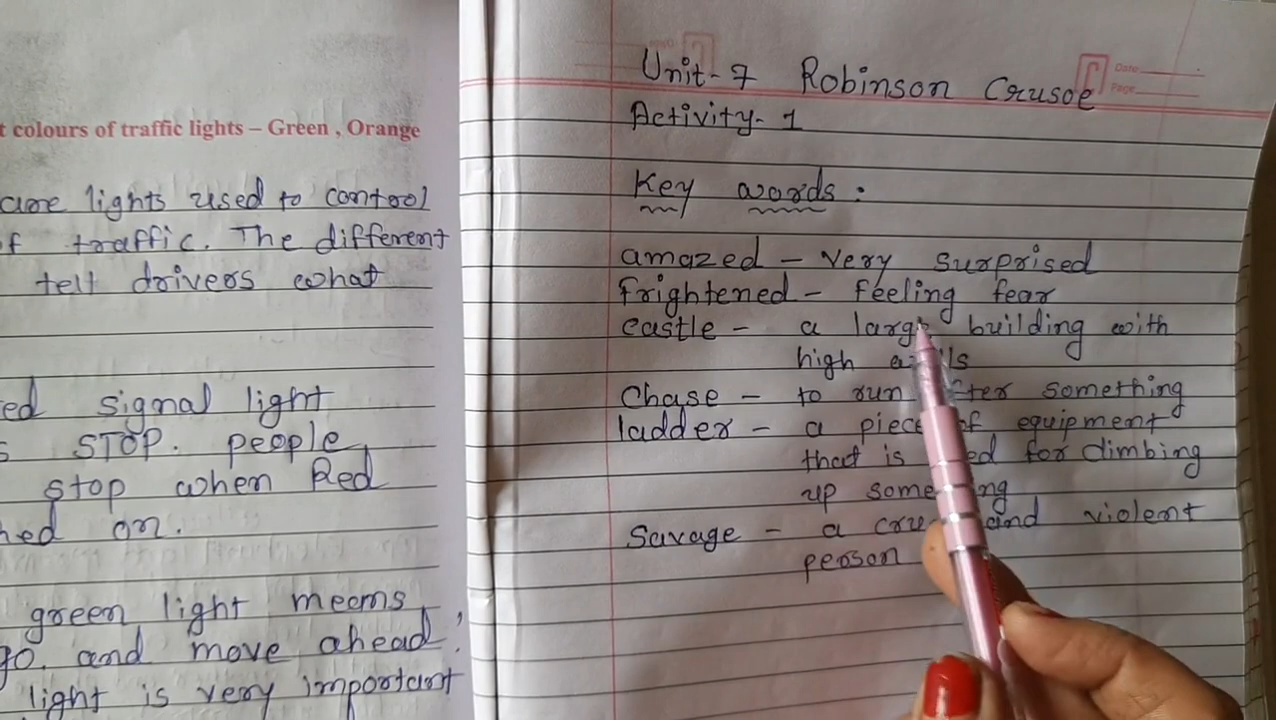 t colours of traffic lights – Green , Orange
are lights used to control
f traffic. The different
tell drivers what
ed signal light
s STOP. people
stop when Red
hed on.
green light means
go. and move ahead.
light is very important
Date
Page
Unit-7 Robinson Crusoe
Activity-1
Key words :
amazed – very surprised
frightened – feeling fear
castle – a large building with
high
Chase – to run something
ladder – a piece equipment
that is for climbing
up
Savage – a and violent
person